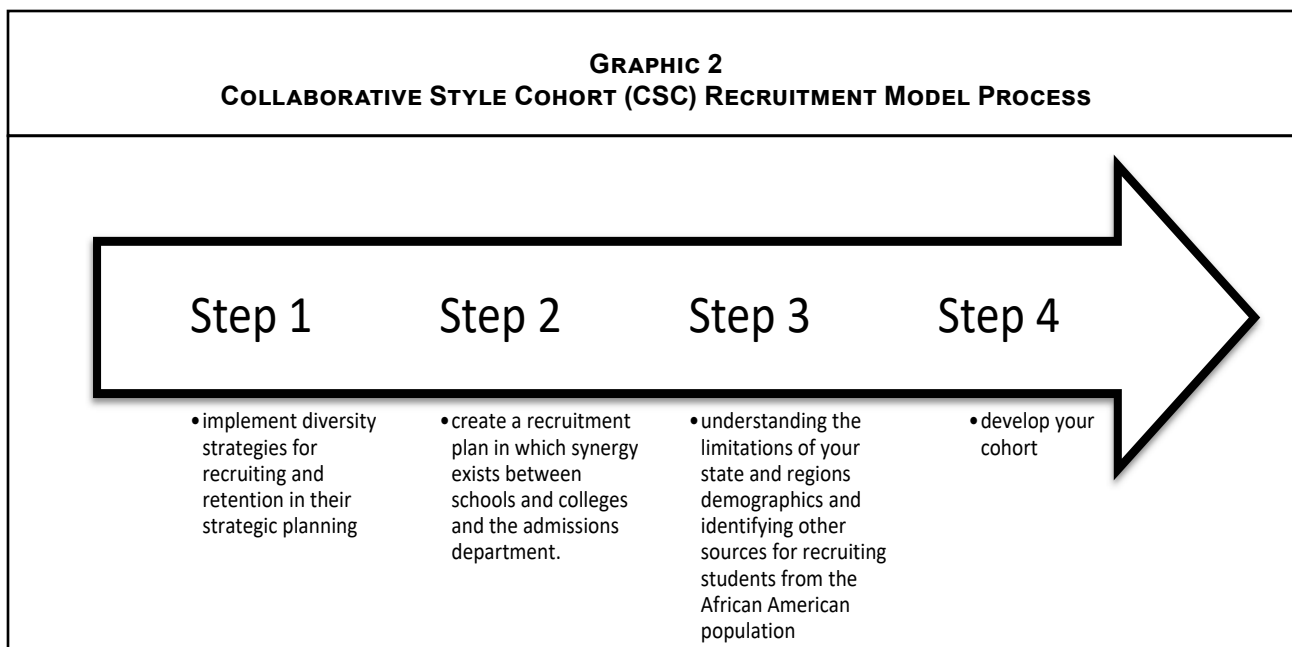 GRAPHIC 2
COLLABORATIVE STYLE COHORT (CSC) RECRUITMENT MODEL PROCESS
Step 1
•implement diversity
strategies for
recruiting and
retention in their
strategic planning
Step 2
•create a recruitment
plan in which synergy
exists between
schools and colleges
and the admissions
department.
Step 3
•understanding the
limitations of your
state and regions
demographics and
identifying other
sources for recruiting
students from the
African American
population
Step 4
•develop your
cohort